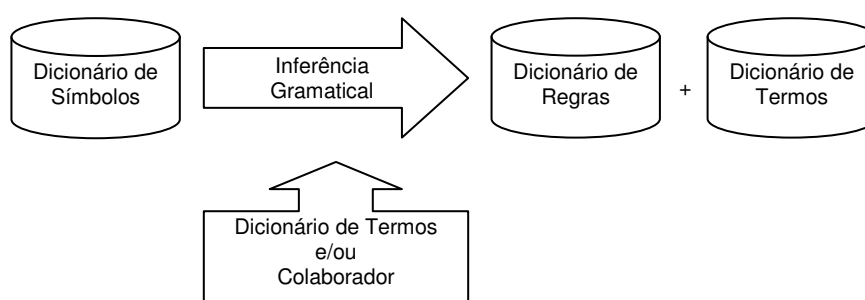 Dicionário de
Símbolos
Inferência
Gramatical
Dicionário de
Regras
+
Dicionário de
Termos
Dicionário de Termos
e/ou
Colaborador